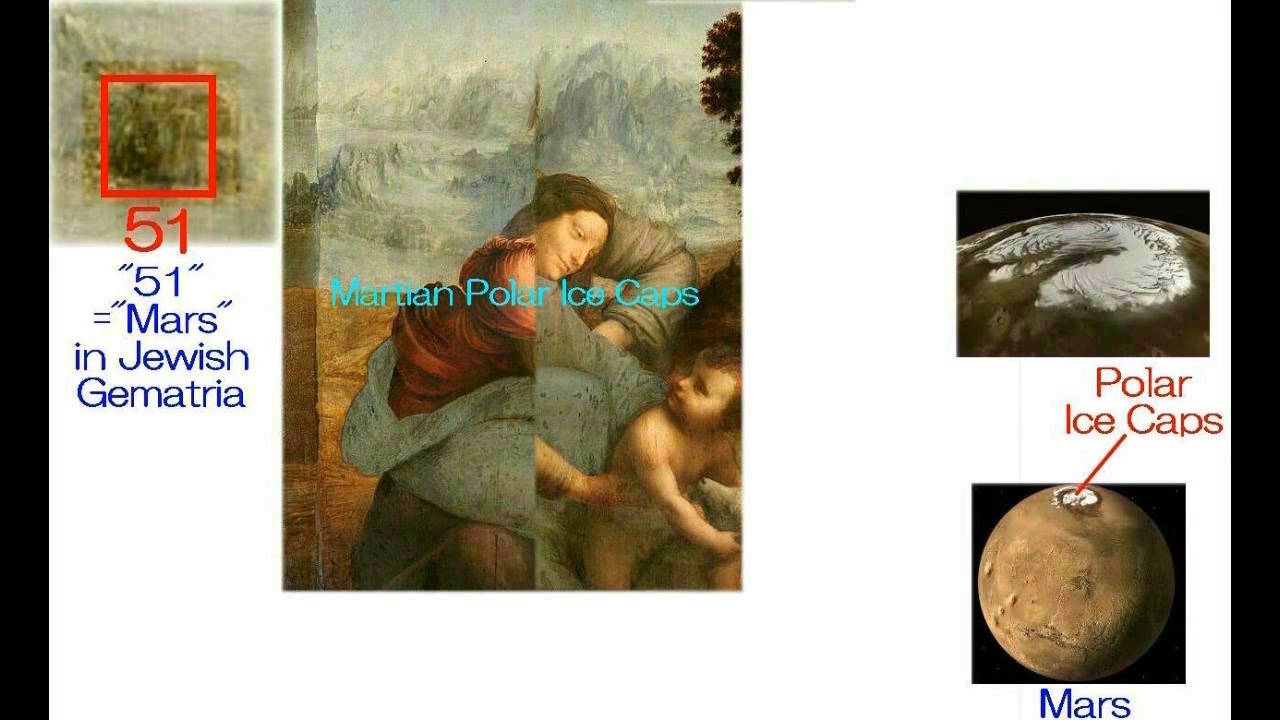 51
"51"
="Mars"
in Jewish
Gematria
Martian Polar Ice Caps
Polar
Ice Caps
Mars